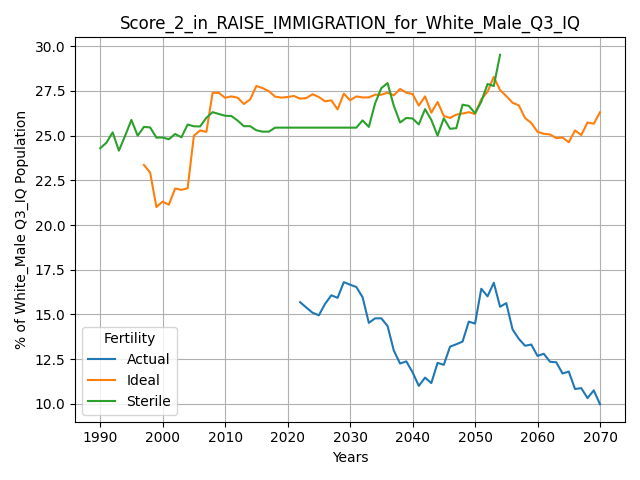 Score_2_in_RAISE_IMMIGRATION_for_White_Male_Q3_IQ
% of White_Male Q3_IQ Population
30.0
27.5
25.0
22.5
20.0
17.5
15.0
12.5
10.0
Fertility
Actual
Ideal
Sterile
1990 2000 2010 2020 2030 2040 2050 2060 2070
Years